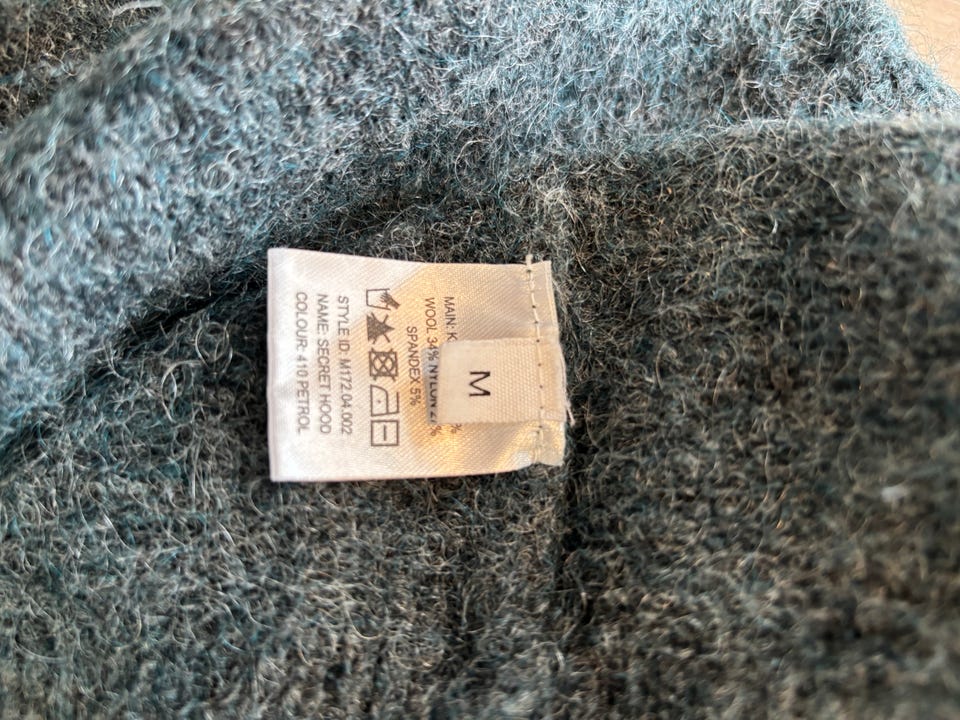 M
MAIN:
WOOL 34% NYLON
%
SPANDEX 5%
STYLE ID: M172.04.002
NAME: SECRET HOOD
COLOUR: 410 PETROL